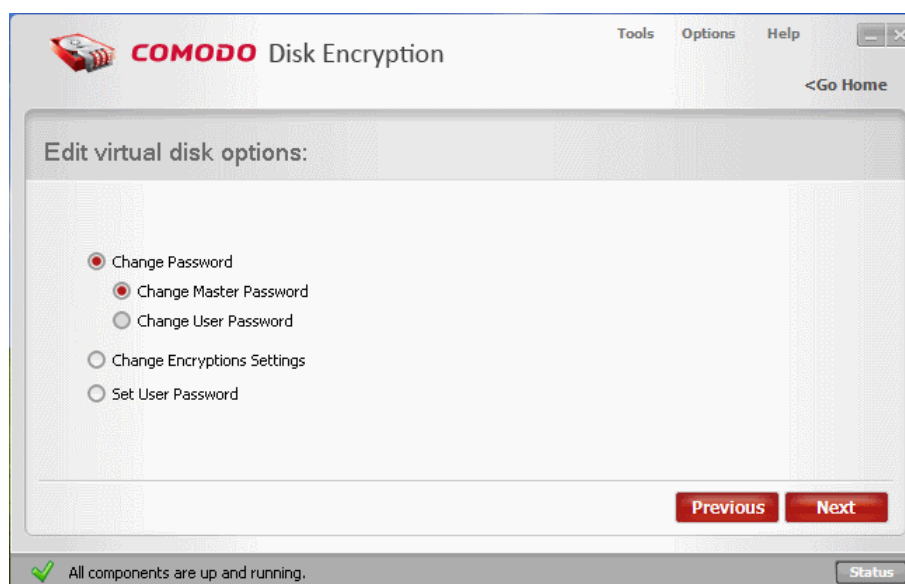 COMODO Disk Encryption
Tools Options Help
<Go Home
Edit virtual disk options:
Change Password
Change Master Password
Change User Password
Change Encryptions Settings
Set User Password
Previous Next
All components are up and running.
Status